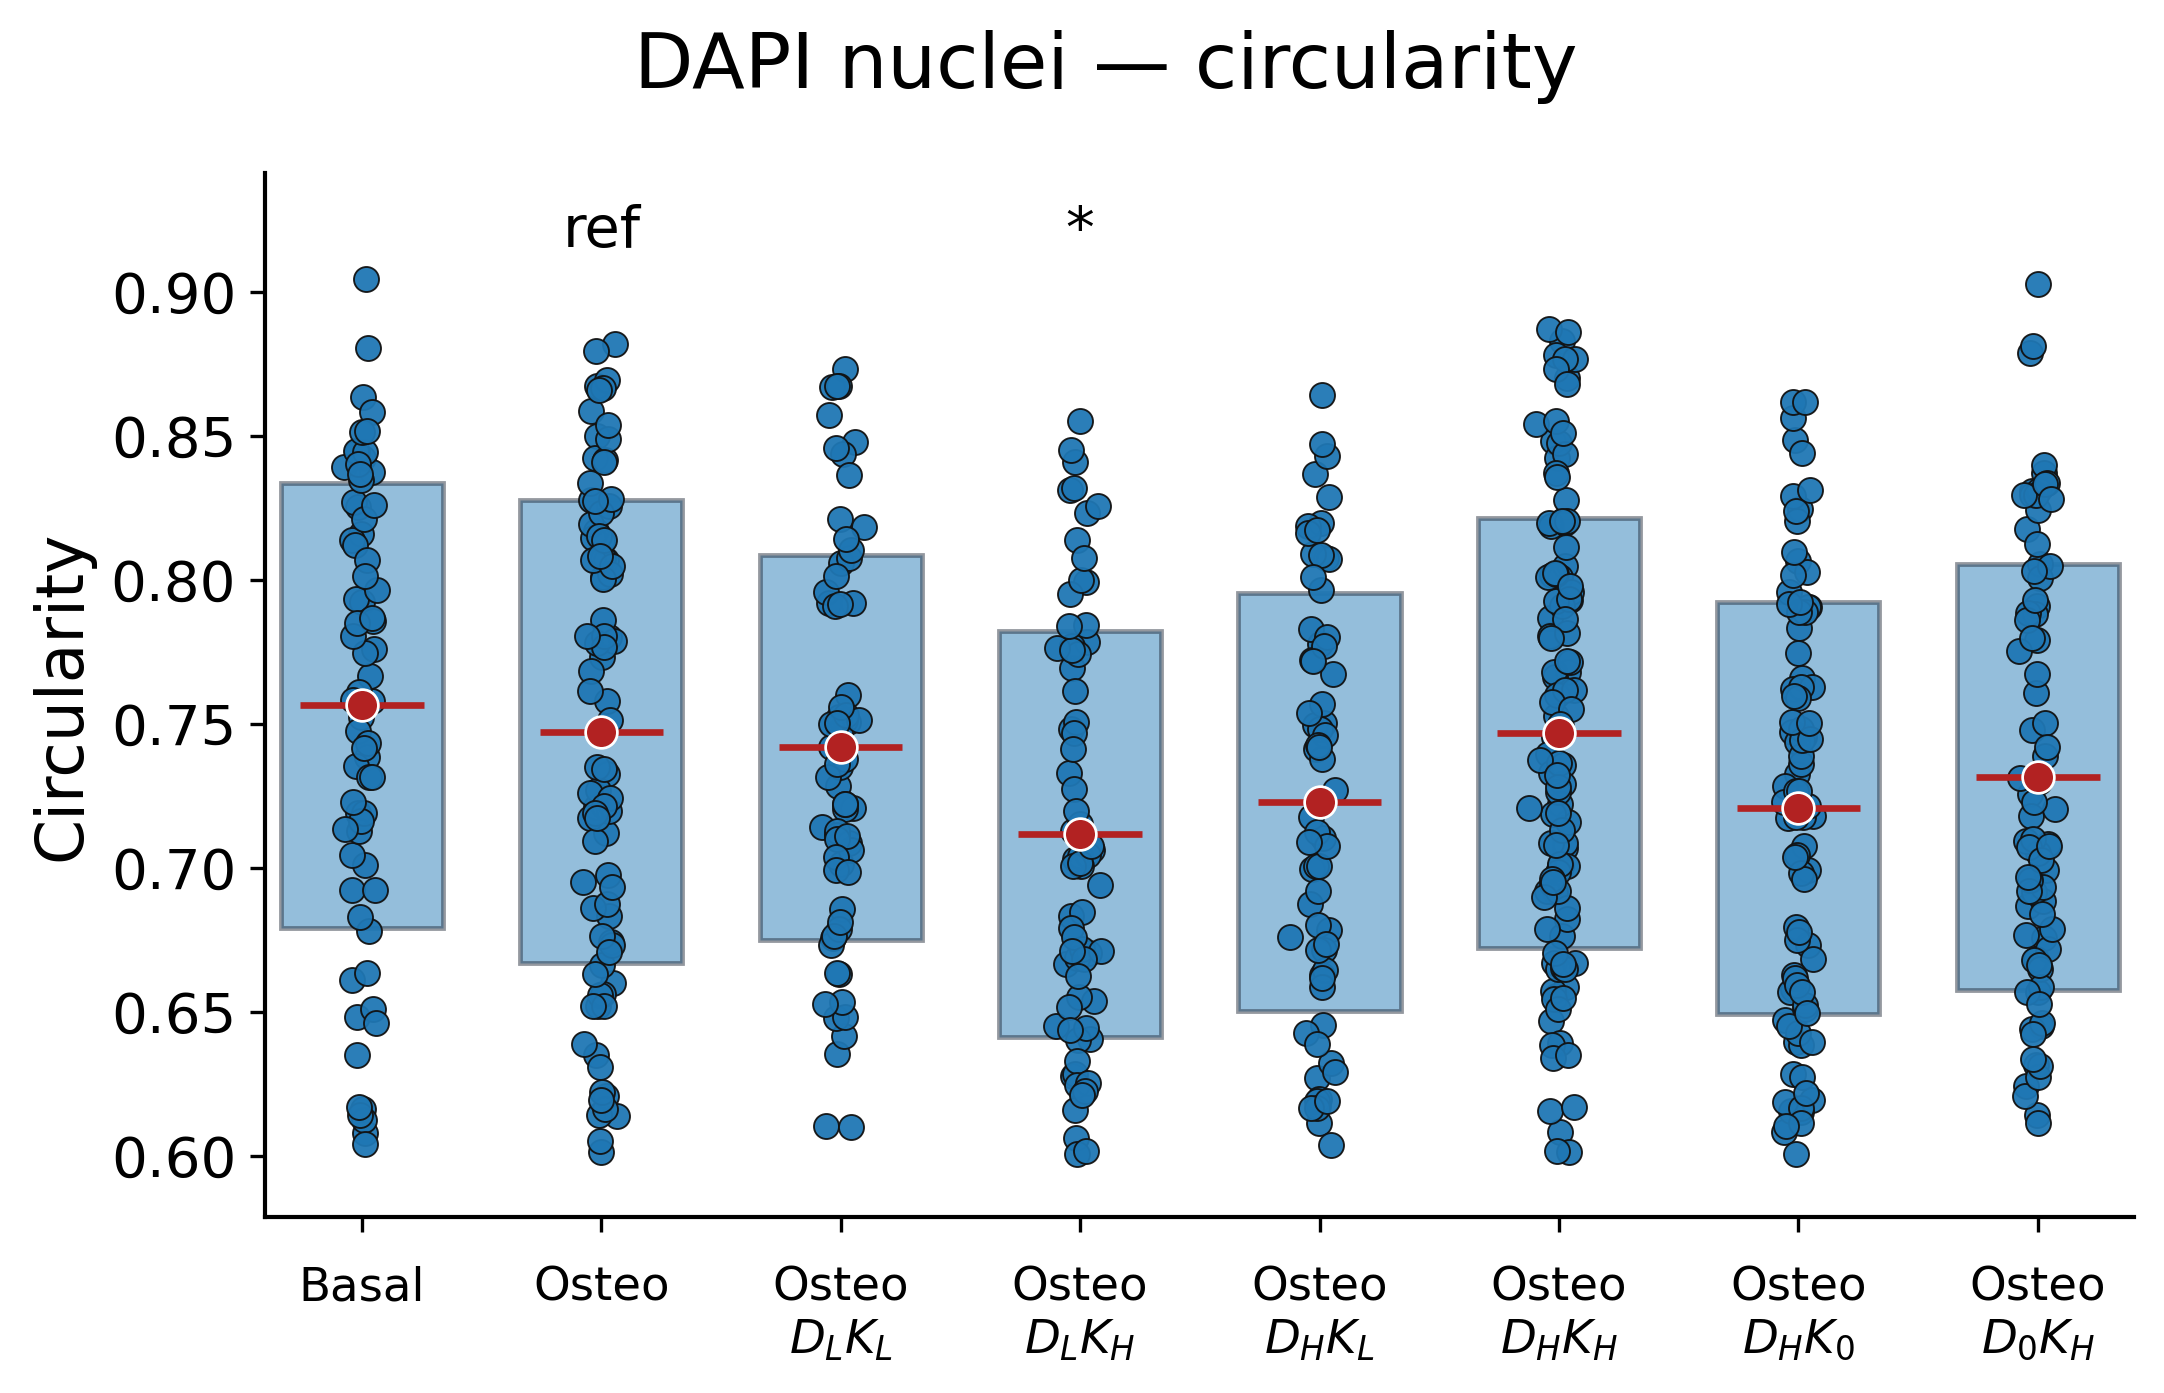 DAPI nuclei — circularity
ref
*
Circularity
0.90
0.85
0.80
0.75
0.70
0.65
0.60
Basal
Osteo
Osteo
D_L K_L
Osteo
D_L K_H
Osteo
D_H K_L
Osteo
D_H K_H
Osteo
D_H K_0
Osteo
D_0 K_H